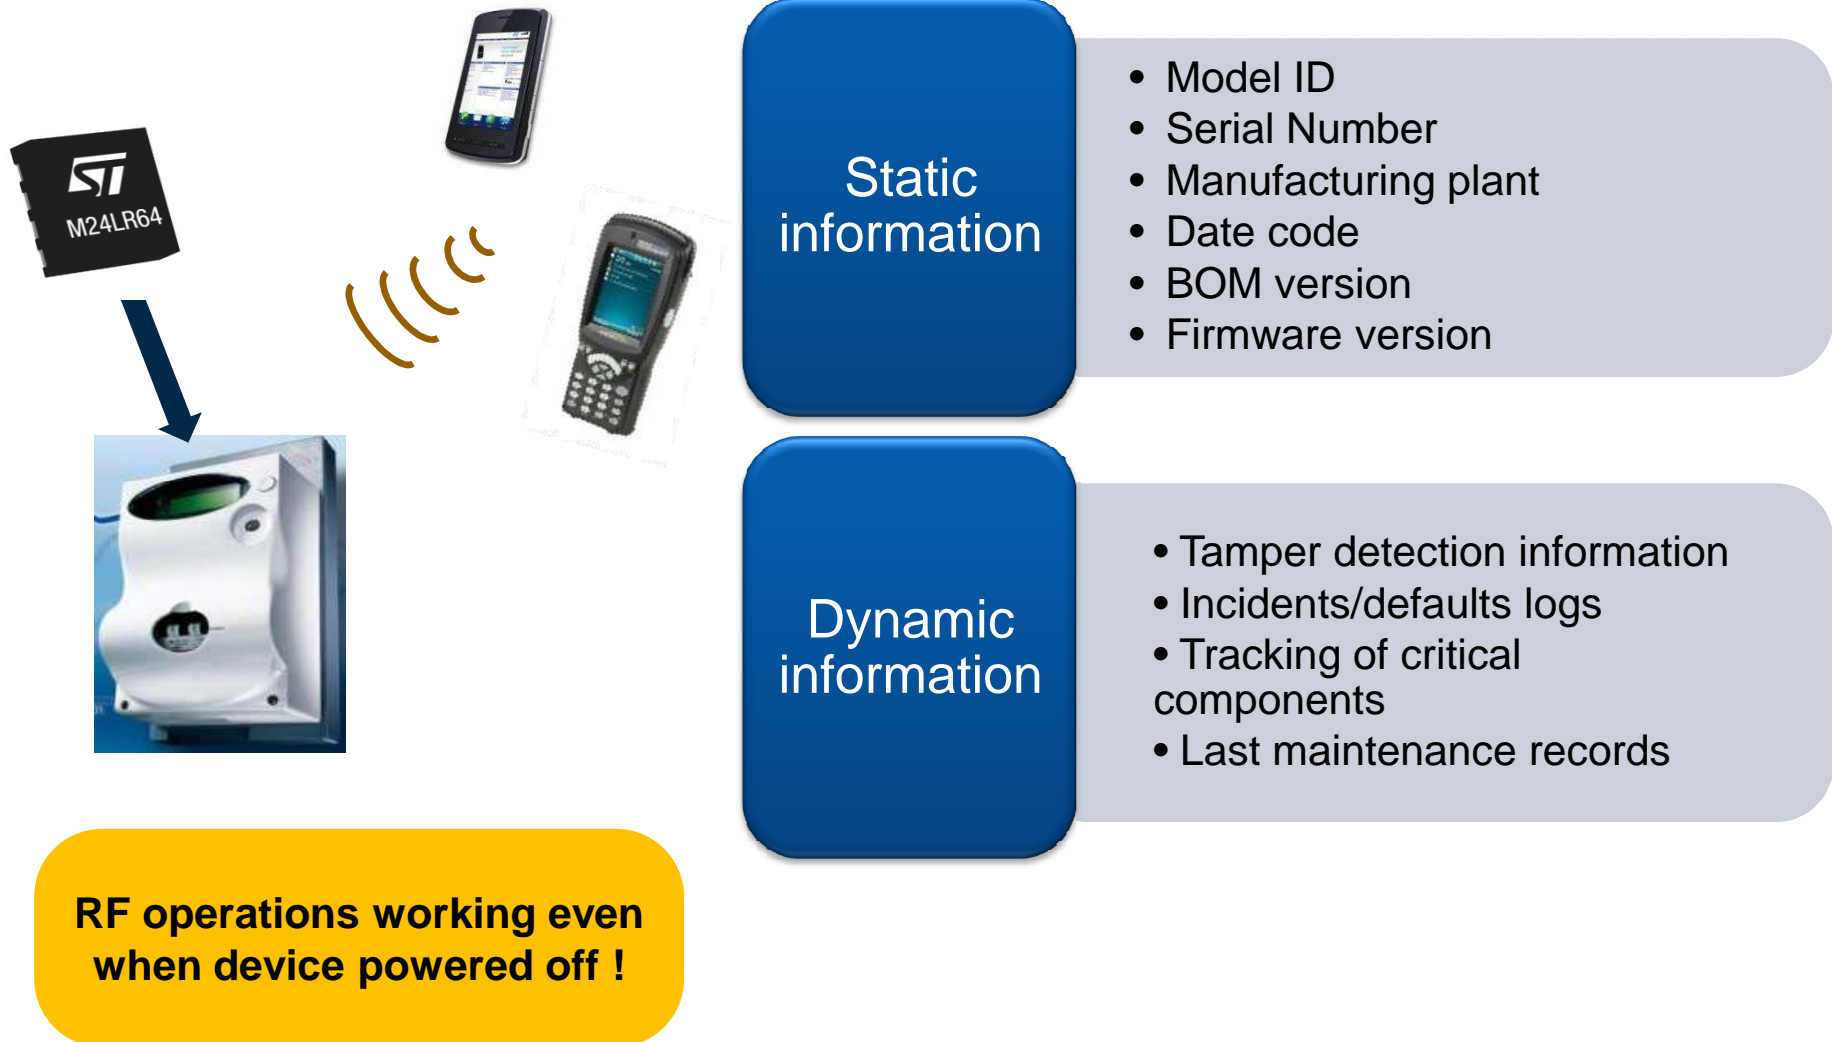 ST
M24LR64
Static
information
• Model ID
• Serial Number
• Manufacturing plant
• Date code
• BOM version
• Firmware version
Dynamic
information
• Tamper detection information
• Incidents/defaults logs
• Tracking of critical
components
• Last maintenance records
RF operations working even
when device powered off !